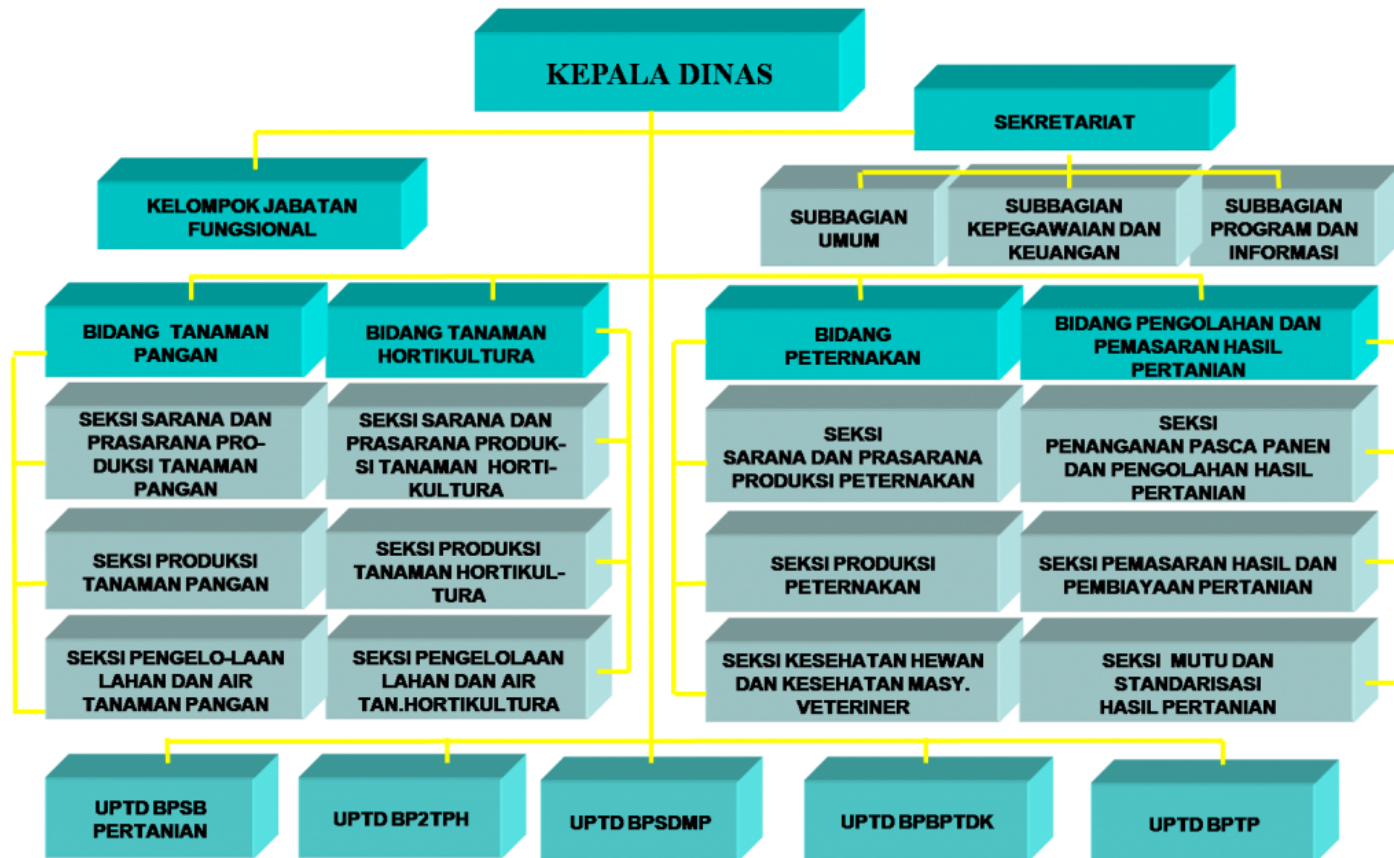 KEPALA DINAS
SEKRETARIAT
KELOMPOK JABATAN
FUNGSIONAL
SUBBAGIAN
UMUM
SUBBAGIAN
KEPEGAWAIAN DAN
KEUANGAN
SUBBAGIAN
PROGRAM DAN
INFORMASI
BIDANG TANAMAN
PANGAN
BIDANG TANAMAN
HORTIKULTURA
BIDANG
PETERNAKAN
BIDANG PENGOLAHAN DAN
PEMASARAN HASIL
PERTANIAN
SEKSI SARANA DAN
PRASARANA PRO-
DUKSI TANAMAN
PANGAN
SEKSI SARANA DAN
PRASARANA PRODUK-
SI TANAMAN HORTI-
KULTURA
SEKSI
SARANA DAN PRASARANA
PRODUKSI PETERNAKAN
SEKSI
PENANGANAN PASCA PANEN
DAN PENGOLAHAN HASIL
PERTANIAN
SEKSI PRODUKSI
TANAMAN PANGAN
SEKSI PRODUKSI
TANAMAN HORTIKUL-
TURA
SEKSI PRODUKSI
PETERNAKAN
SEKSI PEMASARAN HASIL DAN
PEMBIAYAAN PERTANIAN
SEKSI PENGELO-LAAN
LAHAN DAN AIR
TANAMAN PANGAN
SEKSI PENGELOLAAN
LAHAN DAN AIR
TAN.HORTIKULTURA
SEKSI KESEHATAN HEWAN
DAN KESEHATAN MASY.
VETERINER
SEKSI MUTU DAN
STANDARISASI
HASIL PERTANIAN
UPTD BPSB
PERTANIAN
UPTD BP2TPH
UPTD BPSDMP
UPTD BPBPTDK
UPTD BPTP